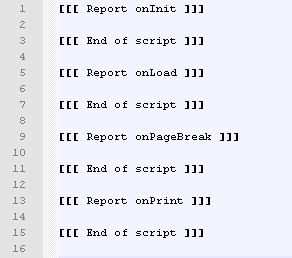 1 [[[ Report onInit ]]]
2
3 [[[ End of script ]]]
4
5 [[[ Report onLoad ]]]
6
7 [[[ End of script ]]]
8
9 [[[ Report onPageBreak ]]]
10
11 [[[ End of script ]]]
12
13 [[[ Report onPrint ]]]
14
15 [[[ End of script ]]]
16